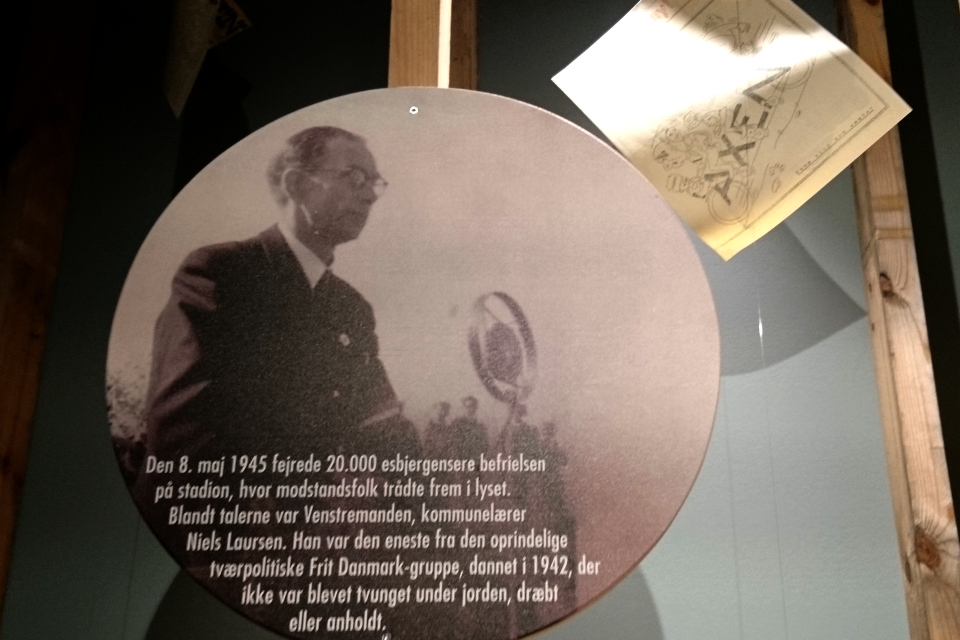 AXEN
Den 8. maj 1945 fejrede 20.000 esbjergensere befrielsen
på stadion, hvor modstandsfolk trådte frem i lyset.
Blandt talerne var Venstremanden, kommunelærer
Niels Laursen. Han var den eneste fra den oprindelige
tværpolitiske Frit Danmark-gruppe, dannet i 1942, der
ikke var blevet tvunget under jorden, dræbt
eller anholdt.